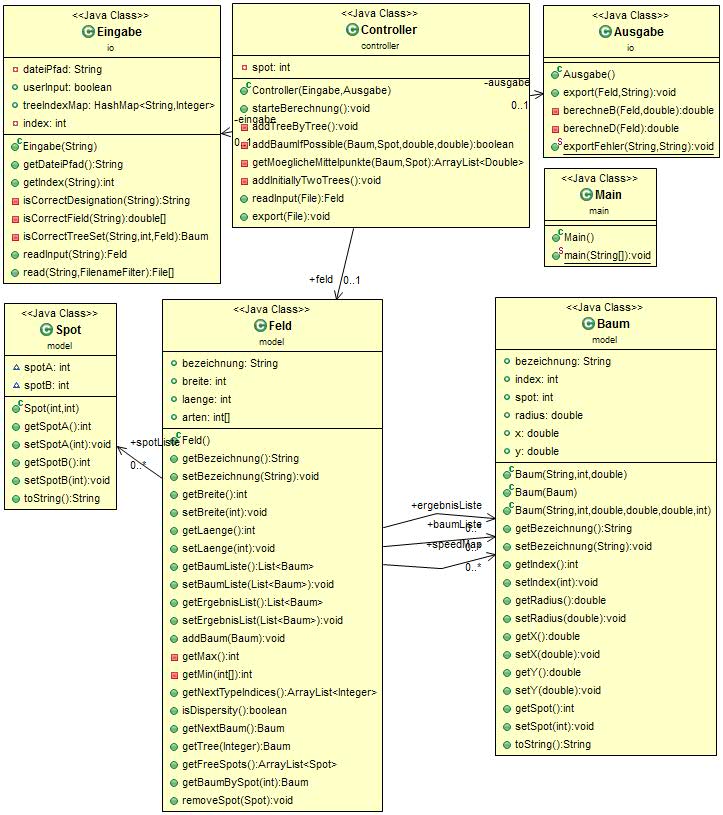 <<Java Class>>
Eingabe
io
dateiPfad: String
userInput: boolean
treeIndexMap: HashMap<String,Integer>
index: int
Eingabe(String)
getDateiPfad():String
getIndex(String):int
isCorrectDesignation(String):String
isCorrectField(String):double[]
isCorrectTreeSet(String,int,Feld):Baum
readInput(String):Feld
read(String,FilenameFilter):File[]
<<Java Class>>
Controller
controller
spot: int
Controller(Eingabe,Ausgabe)
starteBerechnung():void
addTreeByTree():void
addBaumIfPossible(Baum,Spot,double,double):boolean
getMoeglicheMittelpunkte(Baum,Spot):ArrayList<Double>
addInitiallyTwoTrees():void
readInput(File):Feld
export(File):void
-eingabe
0..1
-ausgabe
0..1
<<Java Class>>
Ausgabe
io
Ausgabe()
export(Feld,String):void
berechneB(Feld,double):double
berechneD(Feld):double
exportFehler(String,String):void
<<Java Class>>
Main
main
Main()
main(String[]):void
+feld
0..1
<<Java Class>>
Spot
model
spotA: int
spotB: int
Spot(int,int)
getSpotA():int
setSpotA(int):void
getSpotB():int
setSpotB(int):void
toString():String
+spotListe
0..*
<<Java Class>>
Feld
model
bezeichnung: String
breite: int
laenge: int
arten: int[]
Feld()
getBezeichnung():String
setBezeichnung(String):void
getBreite():int
setBreite(int):void
getLaenge():int
setLaenge(int):void
getBaumListe():List<Baum>
setBaumListe(List<Baum>):void
getErgebnisList():List<Baum>
setErgebnisList(List<Baum>):void
addBaum(Baum):void
getMax():int
getMin(int[]):int
getNextTypeIndices():ArrayList<Integer>
isDispersity():boolean
getNextBaum():Baum
getTree(Integer):Baum
getFreeSpots():ArrayList<Spot>
getBaumBySpot(int):Baum
removeSpot(Spot):void
+ergebnisListe
0..*
+baumListe
0..*
+speedMap
0..*
<<Java Class>>
Baum
model
bezeichnung: String
index: int
spot: int
radius: double
x: double
y: double
Baum(String,int,double)
Baum(Baum)
Baum(String,int,double,double,double,int)
getBezeichnung():String
setBezeichnung(String):void
getIndex():int
setIndex(int):void
getRadius():double
setRadius(double):void
getX():double
setX(double):void
getY():double
setY(double):void
getSpot():int
setSpot(int):void
toString():String